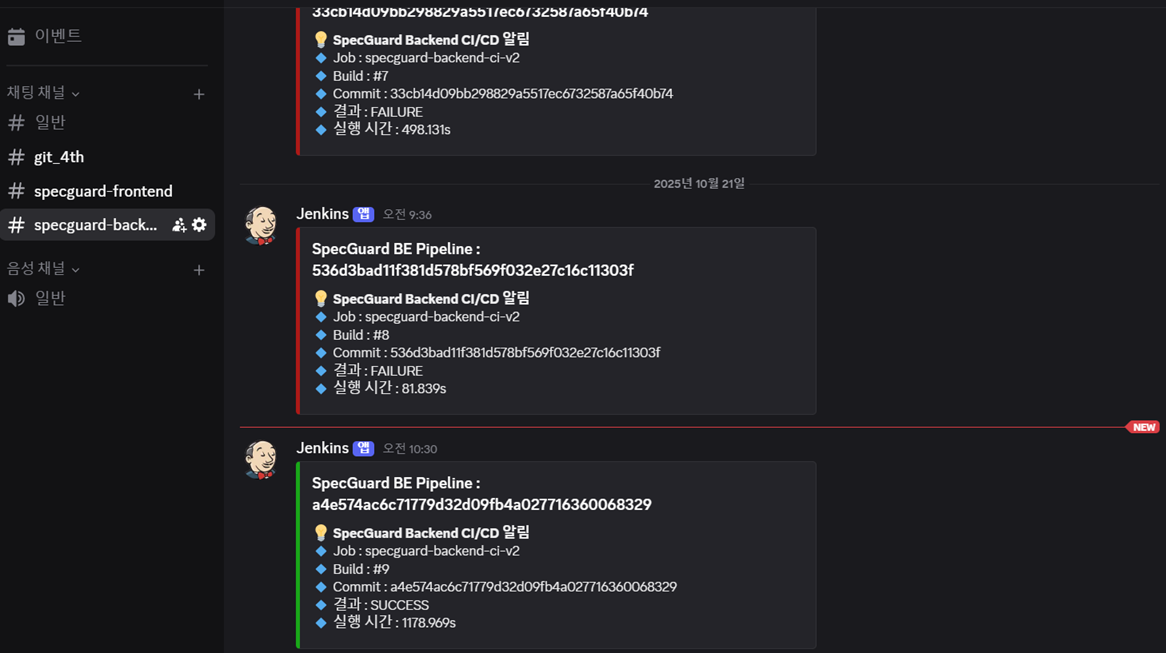 이벤트
채팅 채널
일반
git_4th
specguard-frontend
specguard-back...
음성 채널
일반
33cb14d09bb298829a5517ec6732587a65f40b74
SpecGuard Backend CI/CD 알림
Job : specguard-backend-ci-v2
Build : #7
Commit : 33cb14d09bb298829a5517ec6732587a65f40b74
결과 : FAILURE
실행 시간 : 498.131s
2025년 10월 21일
Jenkins 앱 오전 9:36
SpecGuard BE Pipeline :
536d3bad11f381d578bf569f032e27c16c11303f
SpecGuard Backend CI/CD 알림
Job : specguard-backend-ci-v2
Build : #8
Commit : 536d3bad11f381d578bf569f032e27c16c11303f
결과 : FAILURE
실행 시간 : 81.839s
NEW
Jenkins 앱 오전 10:30
SpecGuard BE Pipeline :
a4e574ac6c71779d32d09fb4a027716360068329
SpecGuard Backend CI/CD 알림
Job : specguard-backend-ci-v2
Build : #9
Commit : a4e574ac6c71779d32d09fb4a027716360068329
결과 : SUCCESS
실행 시간 : 1178.969s